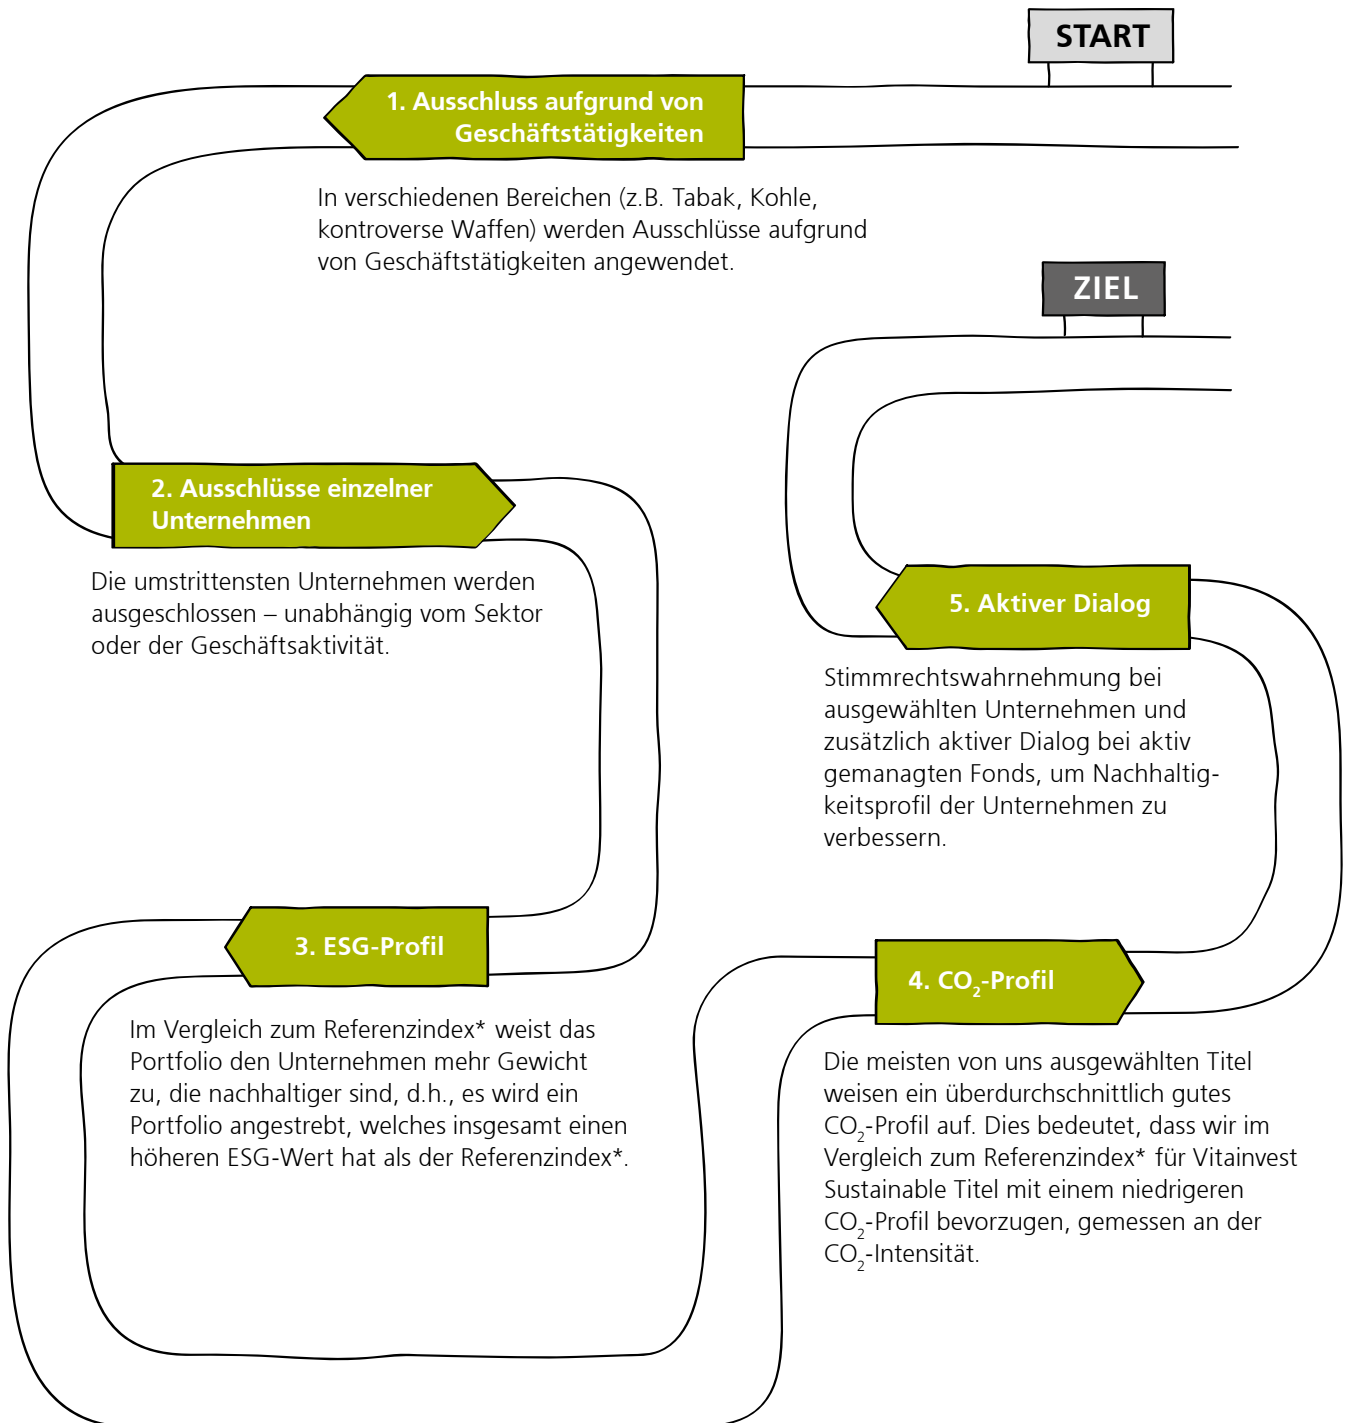 START
1. Ausschluss aufgrund von
Geschäftstätigkeiten
In verschiedenen Bereichen (z.B. Tabak, Kohle,
kontroverse Waffen) werden Ausschlüsse aufgrund
von Geschäftstätigkeiten angewendet.
2. Ausschlüsse einzelner
Unternehmen
Die umstrittensten Unternehmen werden
ausgeschlossen – unabhängig vom Sektor
oder der Geschäftsaktivität.
3. ESG-Profil
Im Vergleich zum Referenzindex* weist das
Portfolio den Unternehmen mehr Gewicht
zu, die nachhaltiger sind, d.h., es wird ein
Portfolio angestrebt, welches insgesamt einen
höheren ESG-Wert hat als der Referenzindex*.
4. CO₂-Profil
Die meisten von uns ausgewählten Titel
weisen ein überdurchschnittlich gutes
CO₂-Profil auf. Dies bedeutet, dass wir im
Vergleich zum Referenzindex* für Vitainvest
Sustainable Titel mit einem niedrigeren
CO₂-Profil bevorzugen, gemessen an der
CO₂-Intensität.
5. Aktiver Dialog
Stimmrechtswahrnehmung bei
ausgewählten Unternehmen und
zusätzlich aktiver Dialog bei aktiv
gemanagten Fonds, um Nachhaltig-
keitsprofil der Unternehmen zu
verbessern.
ZIEL